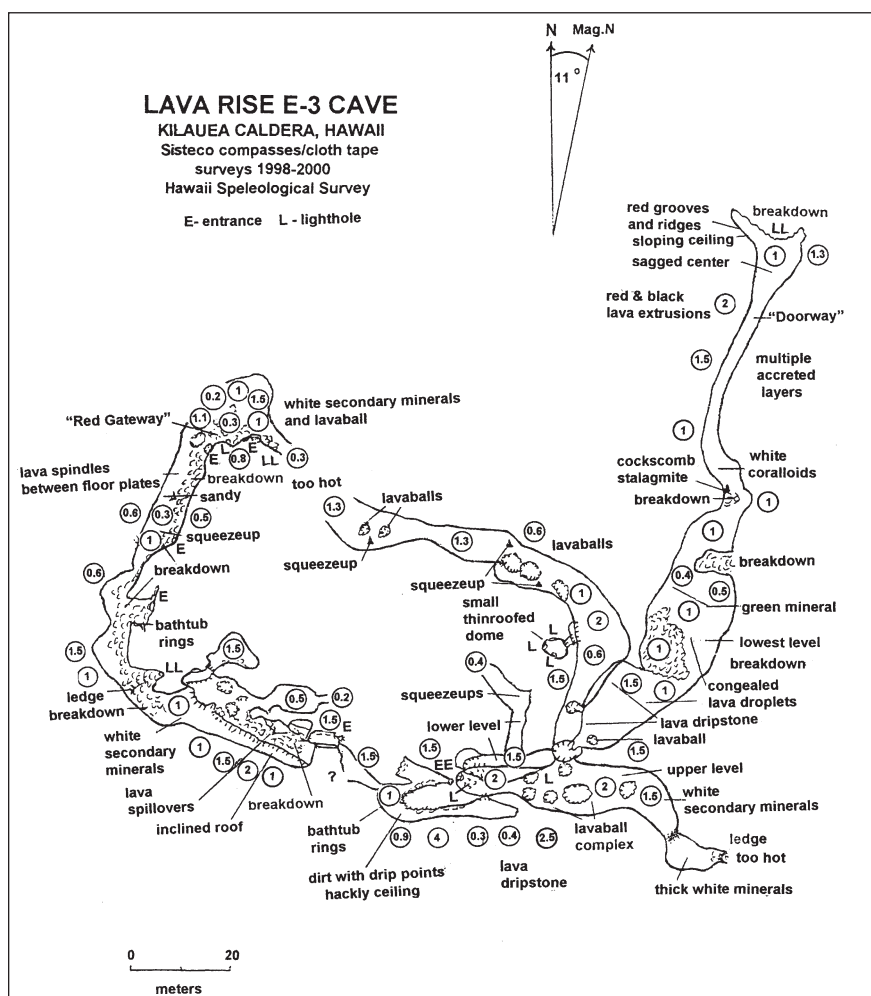 N Mag.N
11 °
LAVA RISE E-3 CAVE
KILAUEA CALDERA, HAWAII
Sisteco compasses/cloth tape
surveys 1998-2000
Hawaii Speleological Survey
E- entrance L - lighthole
red grooves
and ridges
sloping ceiling
breakdown
LL
sagged center
1
1.3
red & black
lava extrusions
2
"Doorway"
1.5
multiple
accreted
layers
1
white
coralloids
cockscomb
stalagmite
breakdown
1
1
breakdown
0.4
0.5
green mineral
1
lowest level
1
breakdown
1.5
1
congealed
lava droplets
lava dripstone
lavaball
1.5
0.2
1
1.5
white secondary minerals
and lavaball
"Red Gateway"
1.1
0.3
1
E
L
E
LL
0.8
0.3
breakdown
too hot
lava spindles
between floor plates
sandy
0.6
0.3
0.5
squeezeup
1
E
breakdown
0.6
E
bathtub
rings
1.5
1
LL
1.5
ledge
breakdown
1
0.5
0.2
1.5
E
white
secondary
minerals
1
1.5
2
1
lava
spillovers
breakdown
inclined roof
?
1.3
lavaballs
squeezeup
1.3
0.6
lavaballs
squeezeup
1
small
thinroofed
dome
L
L
L
2
0.6
1.5
0.4
squeezeups
lower level
1.5
1.5
EE
1.5
2
L
L
1
bathtub
rings
0.9
4
0.3
0.4
2.5
dirt with drip points
hackly ceiling
lava
dripstone
lavaball
complex
upper level
2
1.5
white
secondary minerals
ledge
too hot
thick white minerals
0 20
meters